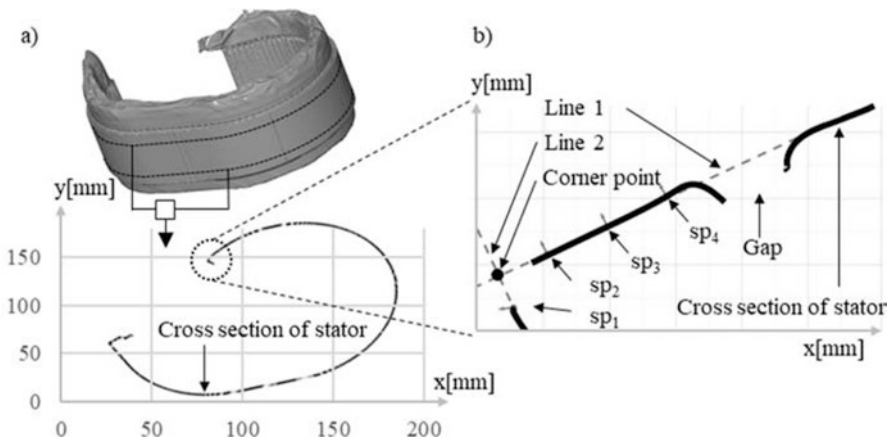 a)
b)
y[mm]
150
100
50
0
Cross section of stator
x[mm]
0
50
100
150
200
y[mm]
Line 1
Line 2
Corner point
sp4
sp3
sp2
sp1
Gap
Cross section of stator
x[mm]